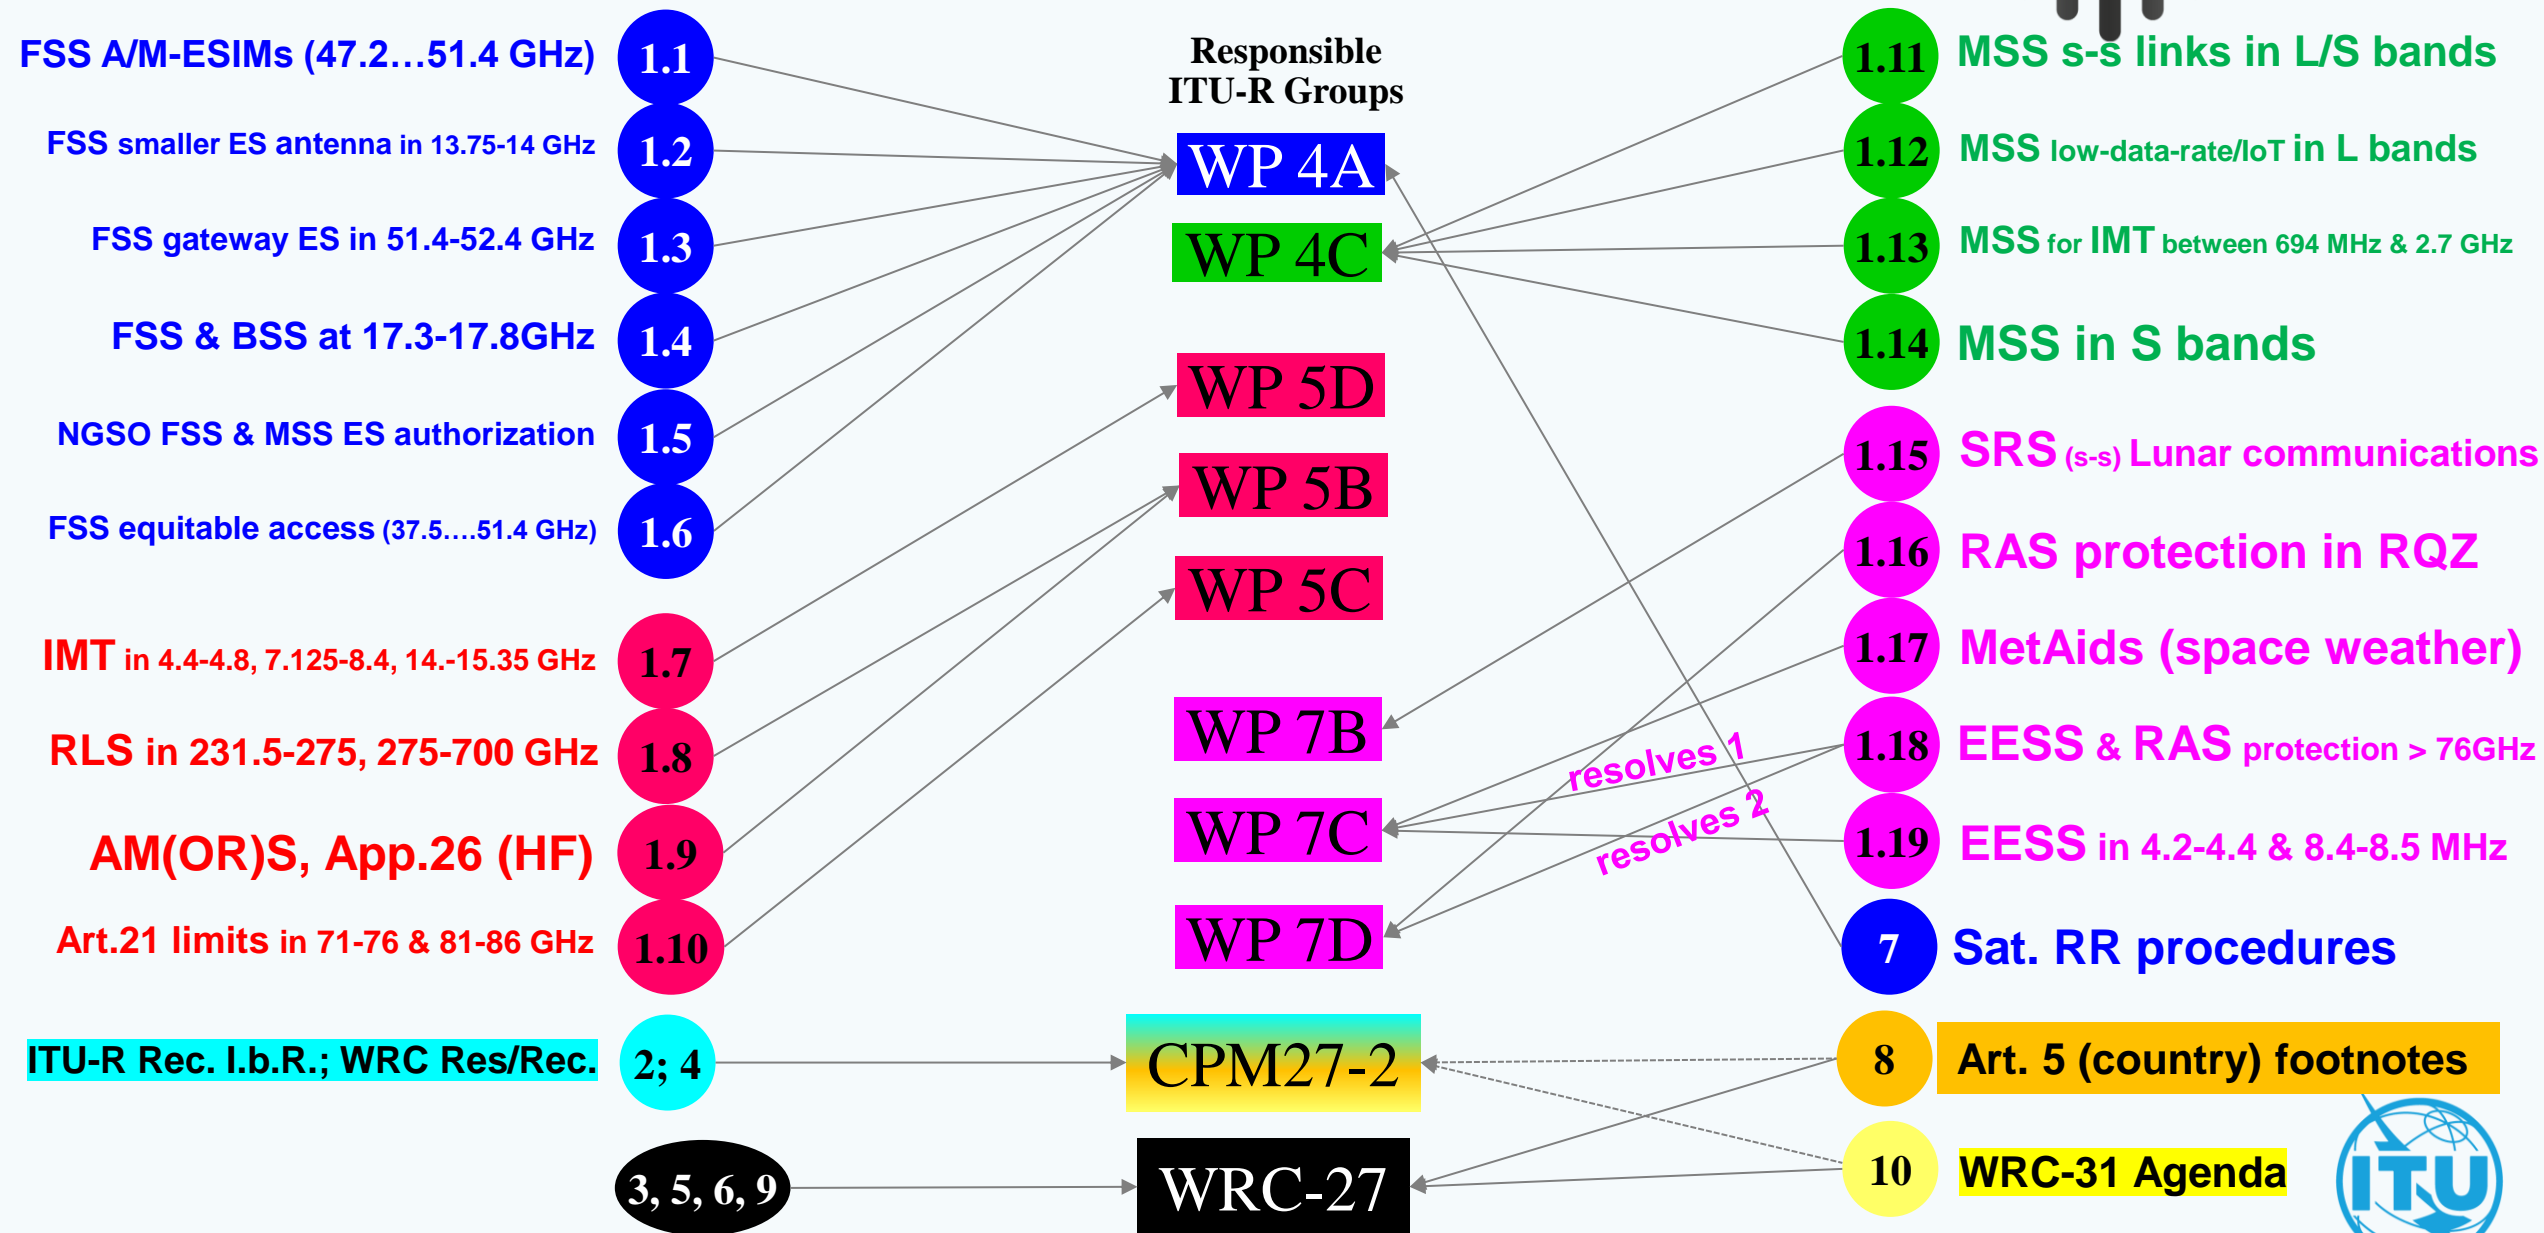 FSS A/M-ESIMs (47.2…51.4 GHz)
1.1
FSS smaller ES antenna in 13.75-14 GHz
1.2
FSS gateway ES in 51.4-52.4 GHz
1.3
FSS & BSS at 17.3-17.8GHz
1.4
NGSO FSS & MSS ES authorization
1.5
FSS equitable access (37.5….51.4 GHz)
1.6
IMT in 4.4-4.8, 7.125-8.4, 14.-15.35 GHz
1.7
RLS in 231.5-275, 275-700 GHz
1.8
AM(OR)S, App.26 (HF)
1.9
Art.21 limits in 71-76 & 81-86 GHz
1.10
ITU-R Rec. I.b.R.; WRC Res/Rec.
2; 4
3, 5, 6, 9
Responsible
ITU-R Groups
WP 4A
WP 4C
WP 5D
WP 5B
WP 5C
WP 7B
WP 7C
WP 7D
CPM27-2
WRC-27
resolves 1
resolves 2
1.11
MSS s-s links in L/S bands
1.12
MSS low-data-rate/IoT in L bands
1.13
MSS for IMT between 694 MHz & 2.7 GHz
1.14
MSS in S bands
1.15
SRS (s-s) Lunar communications
1.16
RAS protection in RQZ
1.17
MetAids (space weather)
1.18
EESS & RAS protection > 76GHz
1.19
EESS in 4.2-4.4 & 8.4-8.5 MHz
7
Sat. RR procedures
8
Art. 5 (country) footnotes
10
WRC-31 Agenda
ITU